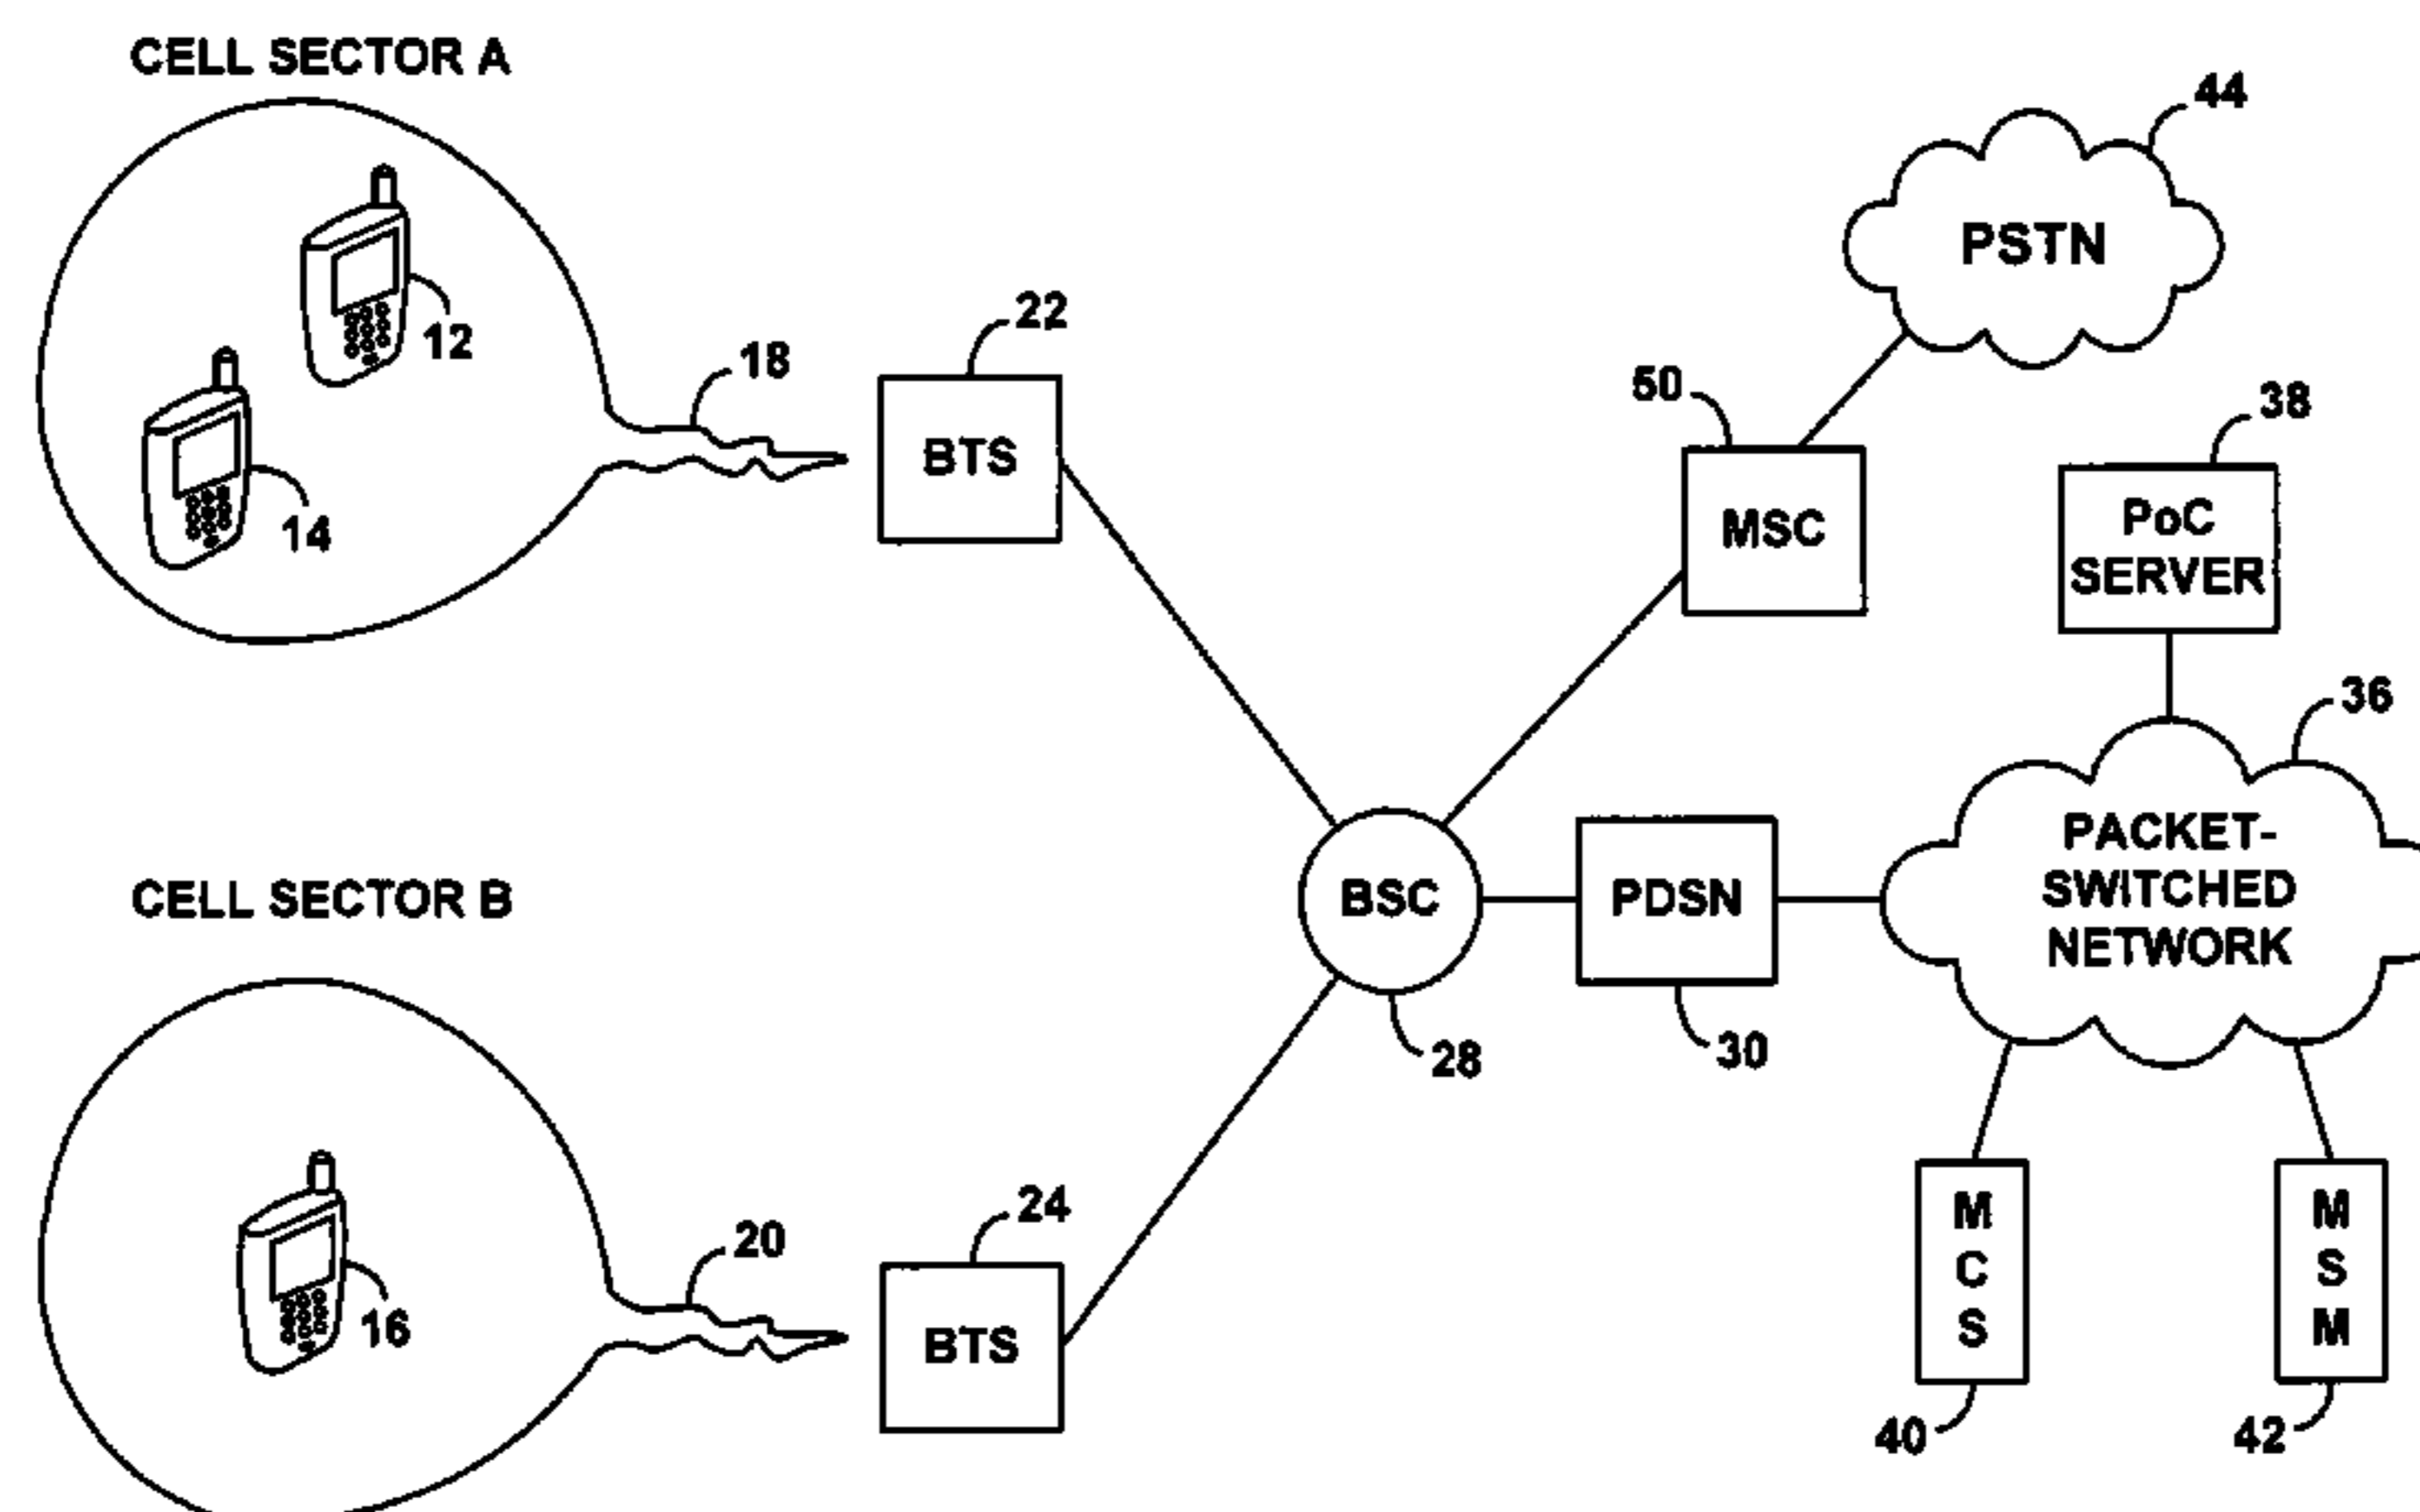 CELL SECTOR A
44
PSTN
12
22
18
50
38
BTS
MSC
PoC
SERVER
14
36
PACKET-
SWITCHED
NETWORK
CELL SECTOR B
BSC
PDSN
28
30
24
20
BTS
16
M
C
S
M
S
M
40
42